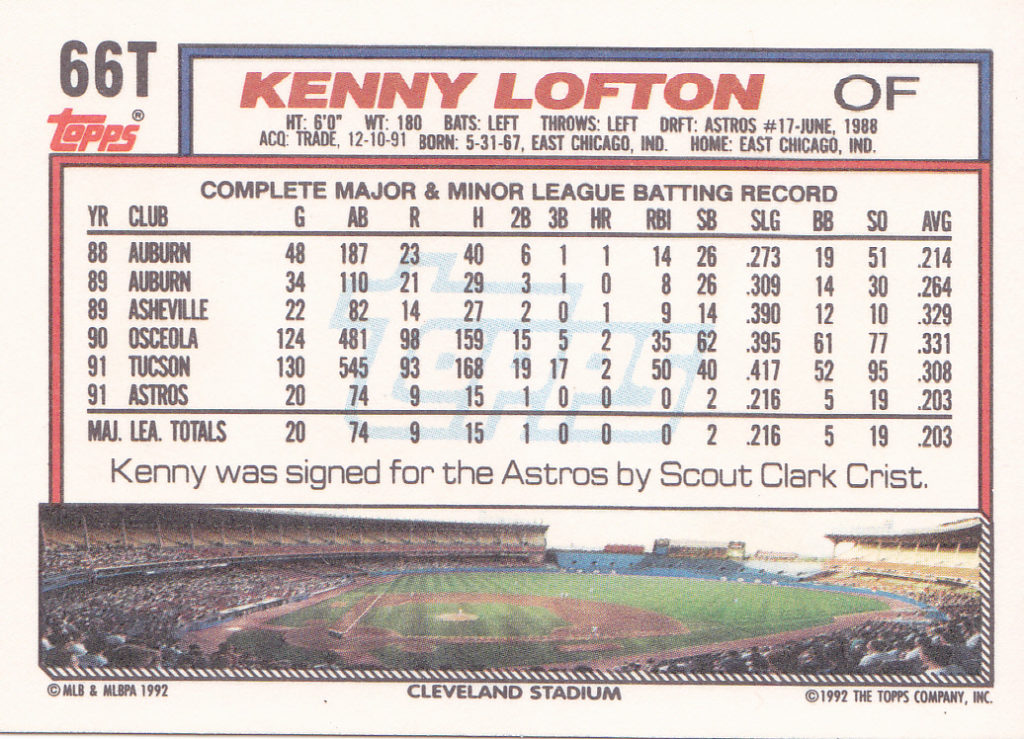 66T
topps®
KENNY LOFTON OF
HT: 6'0" WT: 180 BATS: LEFT THROWS: LEFT DRFT: ASTROS #17-JUNE, 1988
ACQ: TRADE, 12-10-91 BORN: 5-31-67, EAST CHICAGO, IND. HOME: EAST CHICAGO, IND.
COMPLETE MAJOR & MINOR LEAGUE BATTING RECORD
YR CLUB G AB R H 2B 3B HR RBI SB SLG BB SO AVG
88 AUBURN 48 187 23 40 6 1 1 14 26 .273 19 51 .214
89 AUBURN 34 110 21 29 3 1 0 8 26 .309 14 30 .264
89 ASHEVILLE 22 82 14 27 2 0 1 9 14 .390 12 10 .329
90 OSCEOLA 124 481 98 159 15 5 2 35 62 .395 61 77 .331
91 TUCSON 130 545 93 168 19 17 2 50 40 .417 52 95 .308
91 ASTROS 20 74 9 15 1 0 0 0 2 .216 5 19 .203
MAJ. LEA. TOTALS 20 74 9 15 1 0 0 0 2 .216 5 19 .203
topps
Kenny was signed for the Astros by Scout Clark Crist.
©MLB & MLBPA 1992 CLEVELAND STADIUM ©1992 THE TOPPS COMPANY, INC.